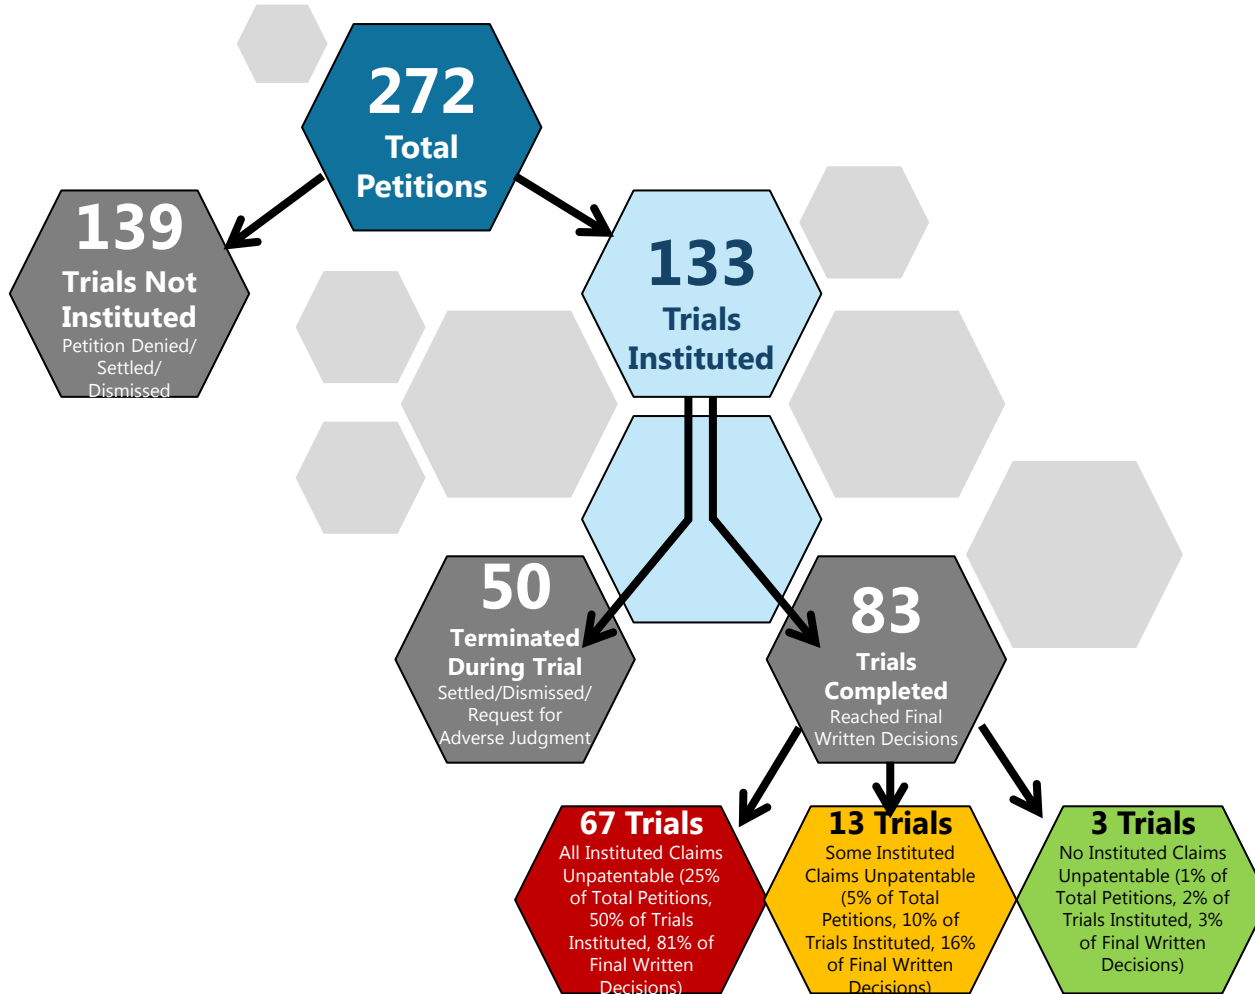 272
Total
Petitions
139
Trials Not
Instituted
Petition Denied/
Settled/
Dismissed
133
Trials
Instituted
50
Terminated
During Trial
Settled/Dismissed/
Request for
Adverse Judgment
83
Trials
Completed
Reached Final
Written Decisions
67 Trials
All Instituted Claims
Unpatentable (25%
of Total Petitions,
50% of Trials
Instituted, 81% of
Final Written
Decisions)
13 Trials
Some Instituted
Claims Unpatentable
(5% of Total
Petitions, 10% of
Trials Instituted, 16%
of Final Written
Decisions)
3 Trials
No Instituted Claims
Unpatentable (1% of
Total Petitions, 2% of
Trials Instituted, 3%
of Final Written
Decisions)